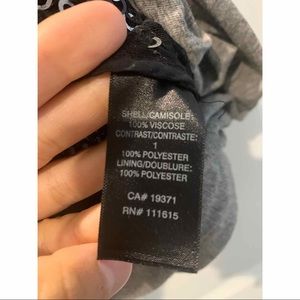 SHELL/CAMISOLE:
100% VISCOSE
CONTRAST/CONTRASTE:
1
100% POLYESTER
LINING/DOUBLURE:
100% POLYESTER
CA# 19371
RN# 111615